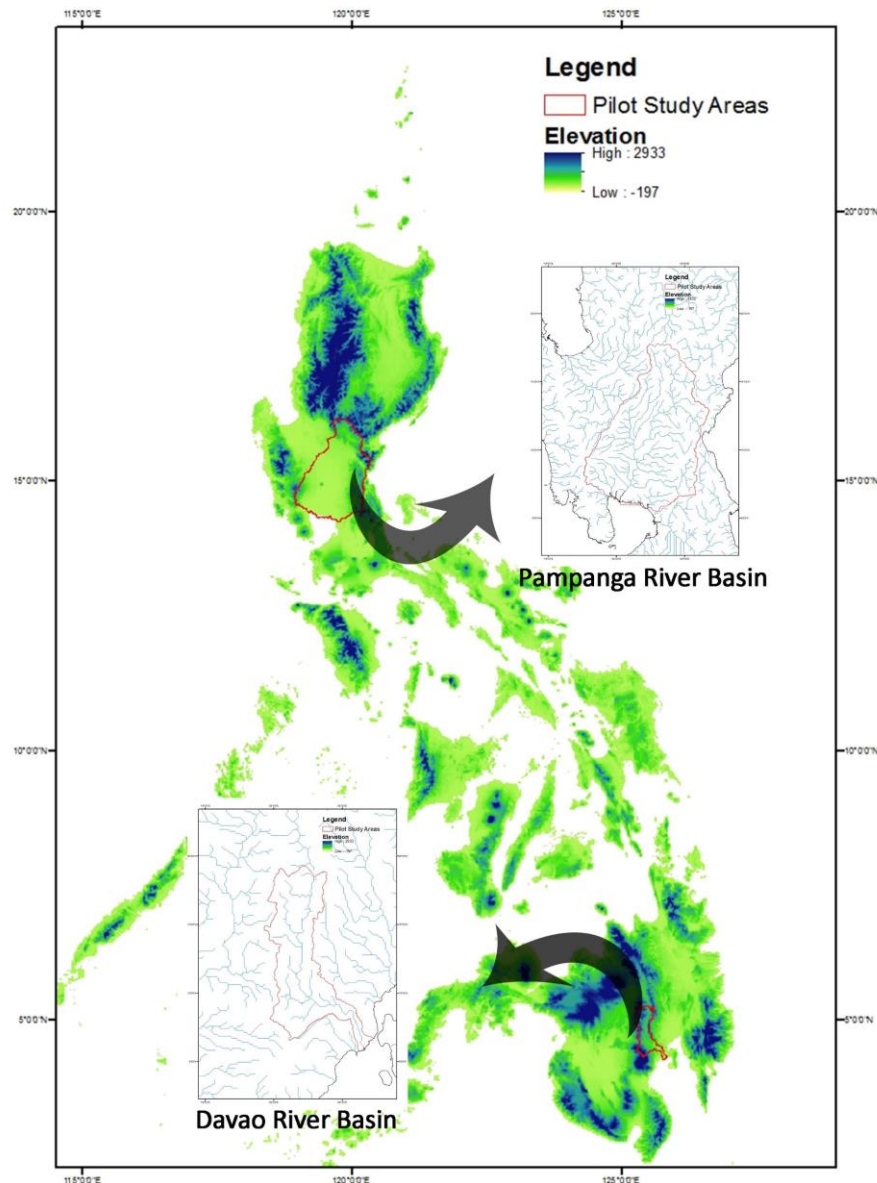 115°0'0"E 120°0'0"E 125°0'0"E
Legend
Pilot Study Areas
Elevation
High : 2933
Low : -197
20°0'0"N 20°0'0"N
Legend
Pilot Study Areas
Elevation
15°0'0"N 15°0'0"N
Pampanga River Basin
10°0'0"N 10°0'0"N
Legend
Pilot Study Areas
Elevation
5°0'0"N 5°0'0"N
Davao River Basin
115°0'0"E 120°0'0"E 125°0'0"E